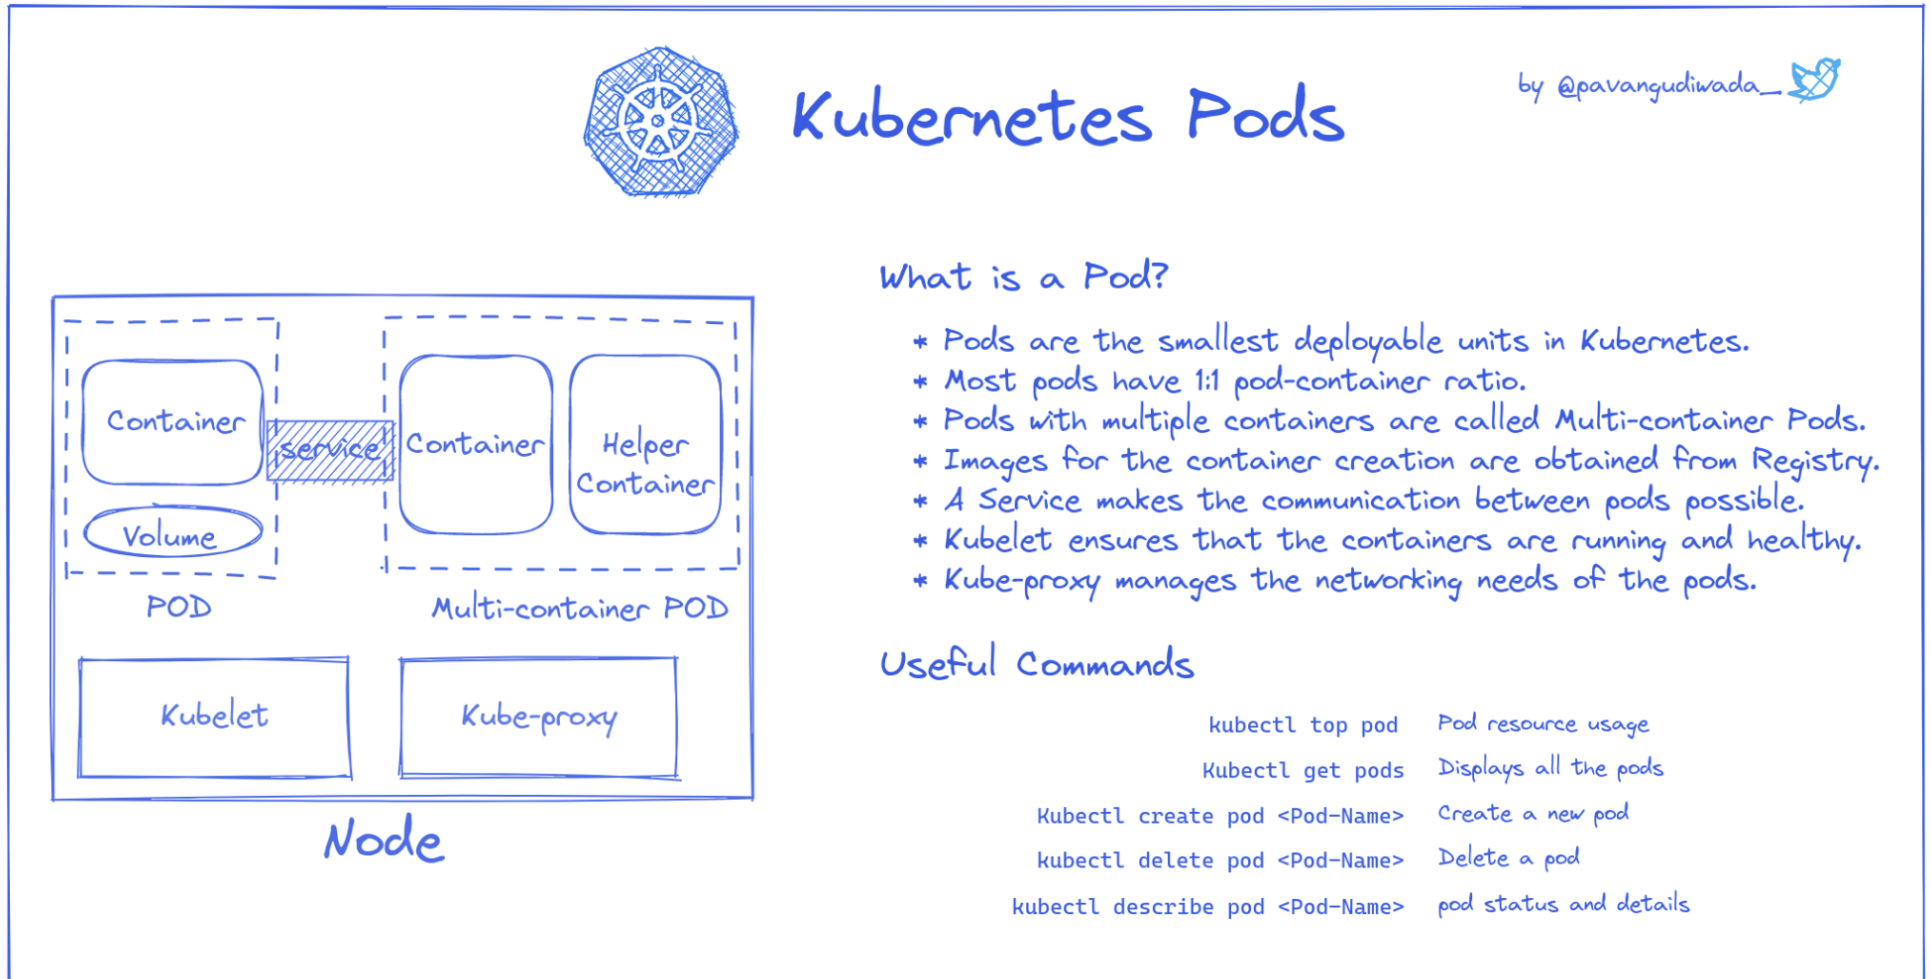 Kubernetes Pods
by @pavangudiwada_
Container
service
Volume
POD
Container
Helper
Container
Multi-container POD
Kubelet
Kube-proxy
Node
What is a Pod?
* Pods are the smallest deployable units in Kubernetes.
* Most pods have 1:1 pod-container ratio.
* Pods with multiple containers are called Multi-container Pods.
* Images for the container creation are obtained from Registry.
* A Service makes the communication between pods possible.
* Kubelet ensures that the containers are running and healthy.
* Kube-proxy manages the networking needs of the pods.
Useful Commands
kubectl top pod Pod resource usage
Kubectl get pods Displays all the pods
Kubectl create pod <Pod-Name> Create a new pod
kubectl delete pod <Pod-Name> Delete a pod
kubectl describe pod <Pod-Name> pod status and details